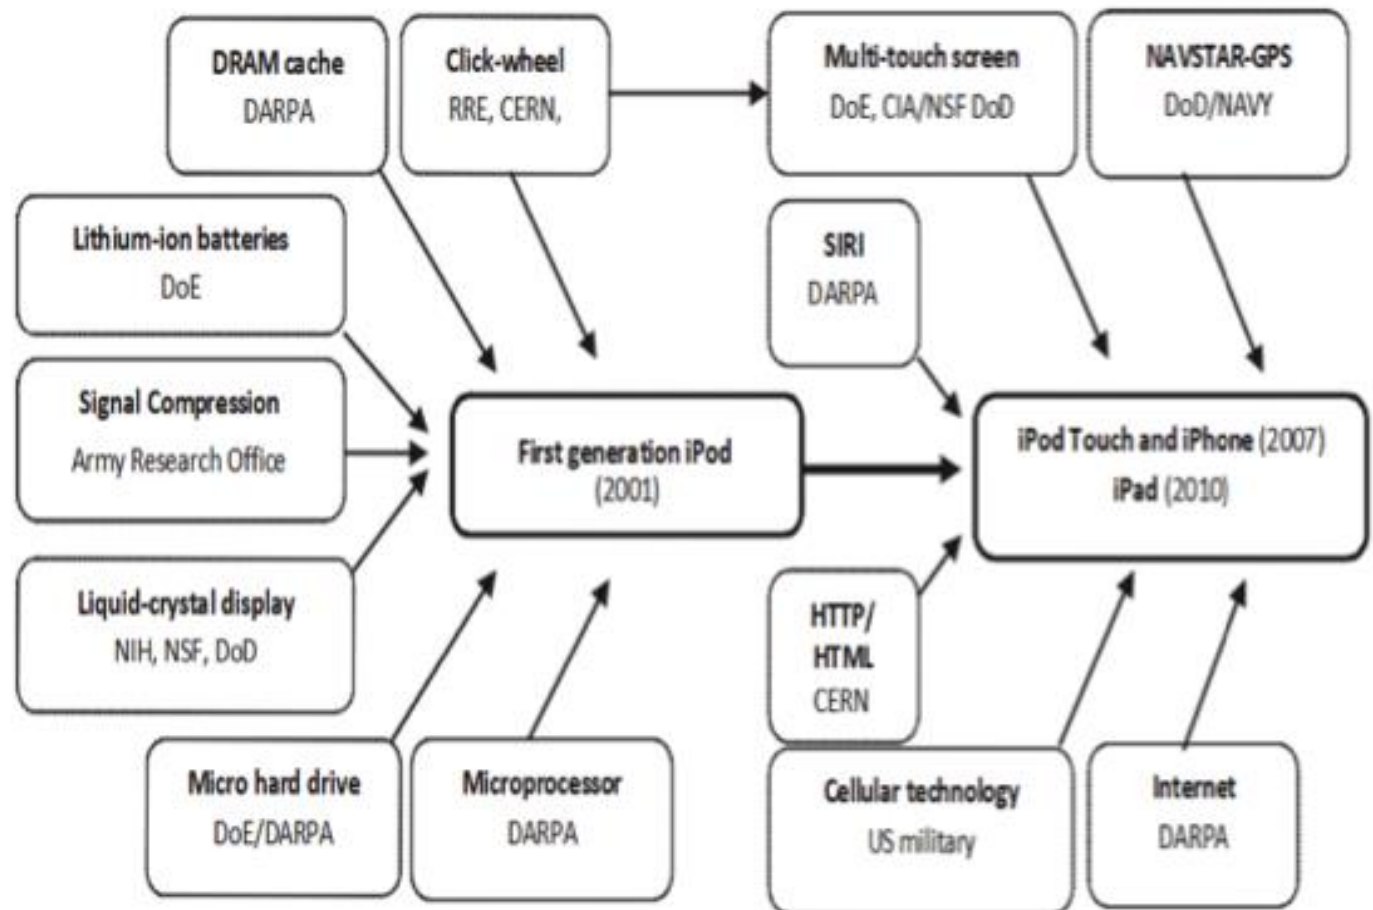 DRAM cache
DARPA
Click-wheel
RRE, CERN,
Multi-touch screen
DoE, CIA/NSF DoD
NAVSTAR-GPS
DoD/NAVY
Lithium-ion batteries
DoE
SIRI
DARPA
Signal Compression
Army Research Office
First generation iPod
(2001)
iPod Touch and iPhone (2007)
iPad (2010)
Liquid-crystal display
NIH, NSF, DoD
HTTP/
HTML
CERN
Micro hard drive
DoE/DARPA
Microprocessor
DARPA
Cellular technology
US military
Internet
DARPA